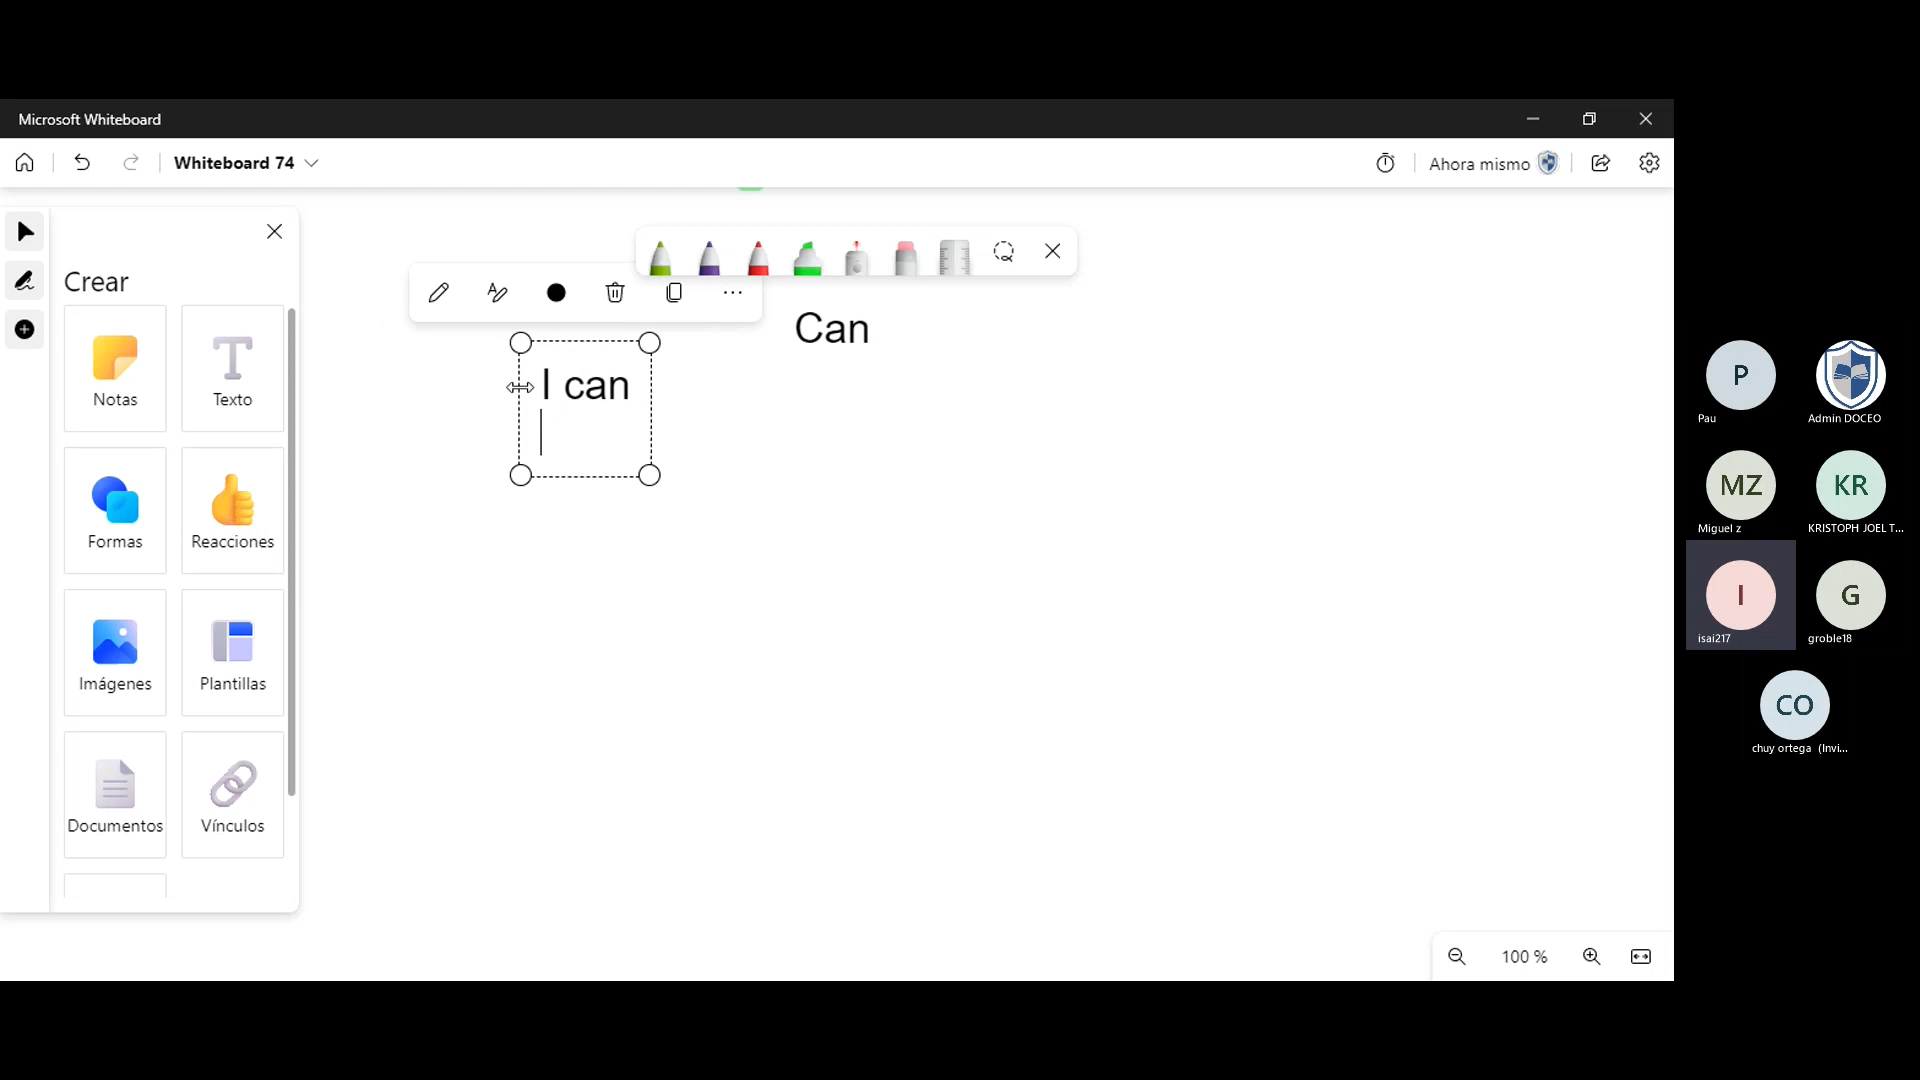 Microsoft Whiteboard
Whiteboard 74
Ahora mismo
Crear
Notas
Texto
Formas
Reacciones
Imágenes
Plantillas
Documentos
Vínculos
Can
I can
100 %
P
Pau
Admin DOCEO
MZ
Miguel z
KR
KRISTOPH JOEL T...
I
isai217
G
groble18
CO
chuy ortega (Invi...